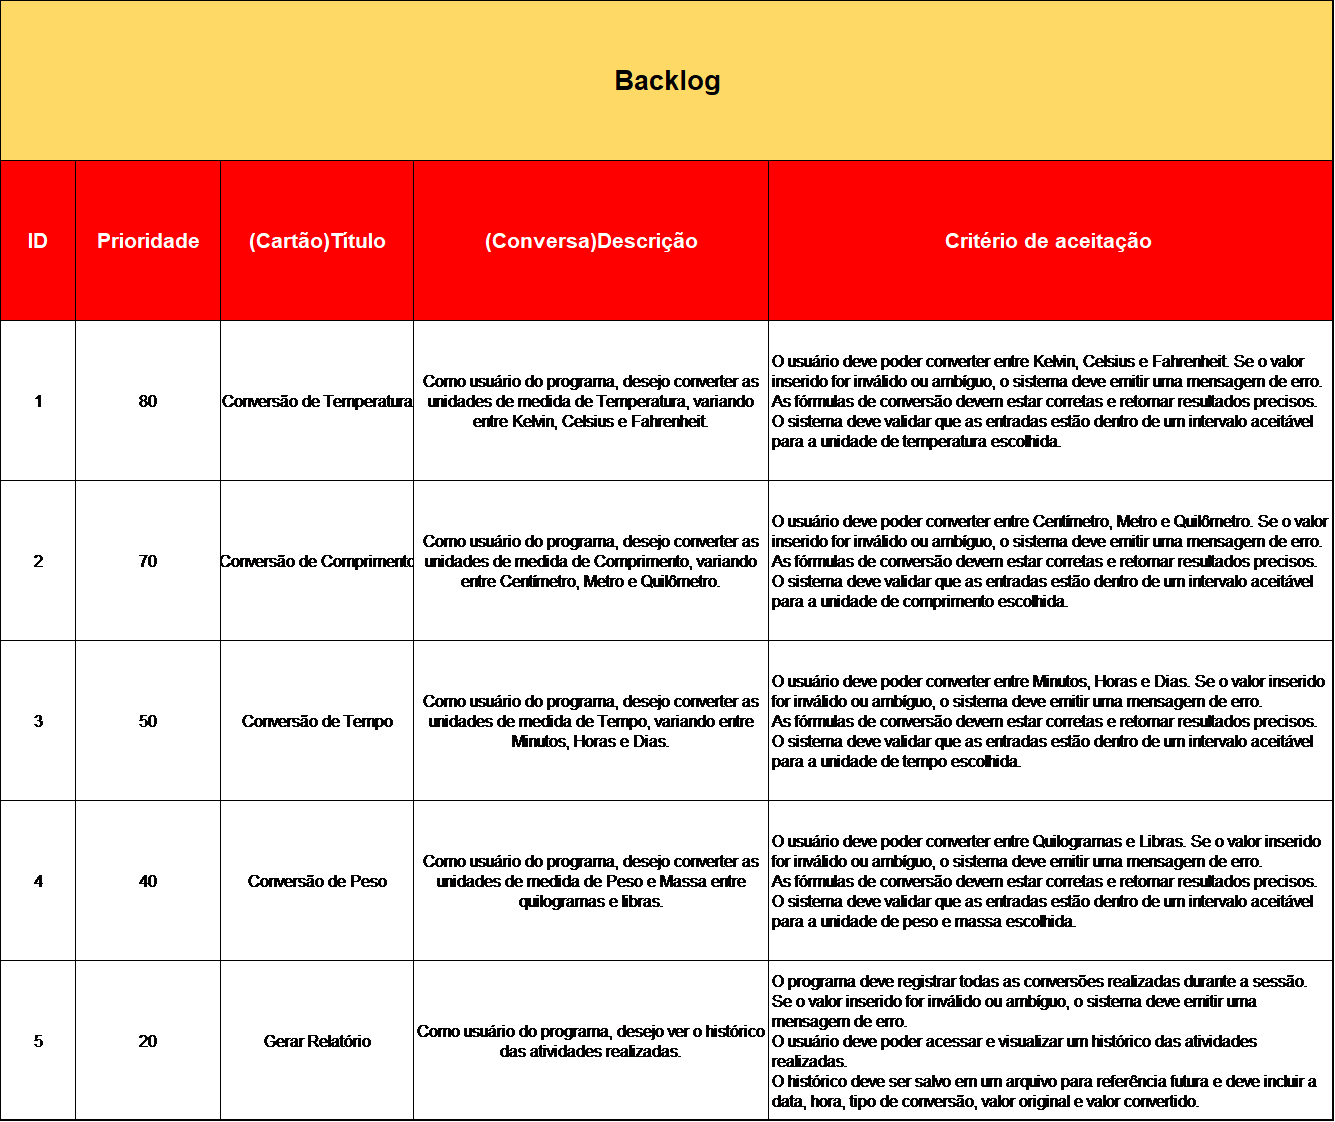 Backlog
ID
Prioridade
(Cartão)Título
(Conversa)Descrição
Critério de aceitação
1
80
Conversão de Temperatura
Como usuário do programa, desejo converter as
unidades de medida de Temperatura, variando
entre Kelvin, Celsius e Fahrenheit.
O usuário deve poder converter entre Kelvin, Celsius e Fahrenheit. Se o valor
inserido for inválido ou ambíguo, o sistema deve emitir uma mensagem de erro.
As fórmulas de conversão devem estar corretas e retornar resultados precisos.
O sistema deve validar que as entradas estão dentro de um intervalo aceitável
para a unidade de temperatura escolhida.
2
70
Conversão de Comprimento
Como usuário do programa, desejo converter as
unidades de medida de Comprimento, variando
entre Centímetro, Metro e Quilômetro.
O usuário deve poder converter entre Centímetro, Metro e Quilômetro. Se o valor
inserido for inválido ou ambíguo, o sistema deve emitir uma mensagem de erro.
As fórmulas de conversão devem estar corretas e retornar resultados precisos.
O sistema deve validar que as entradas estão dentro de um intervalo aceitável
para a unidade de comprimento escolhida.
3
50
Conversão de Tempo
Como usuário do programa, desejo converter as
unidades de medida de Tempo, variando entre
Minutos, Horas e Dias.
O usuário deve poder converter entre Minutos, Horas e Dias. Se o valor inserido
for inválido ou ambíguo, o sistema deve emitir uma mensagem de erro.
As fórmulas de conversão devem estar corretas e retornar resultados precisos.
O sistema deve validar que as entradas estão dentro de um intervalo aceitável
para a unidade de tempo escolhida.
4
40
Conversão de Peso
Como usuário do programa, desejo converter as
unidades de medida de Peso e Massa entre
quilogramas e libras.
O usuário deve poder converter entre Quilogramas e Libras. Se o valor inserido
for inválido ou ambíguo, o sistema deve emitir uma mensagem de erro.
As fórmulas de conversão devem estar corretas e retornar resultados precisos.
O sistema deve validar que as entradas estão dentro de um intervalo aceitável
para a unidade de peso e massa escolhida.
5
20
Gerar Relatório
Como usuário do programa, desejo ver o histórico
das atividades realizadas.
O programa deve registrar todas as conversões realizadas durante a sessão.
Se o valor inserido for inválido ou ambíguo, o sistema deve emitir uma
mensagem de erro.
O usuário deve poder acessar e visualizar um histórico das atividades
realizadas.
O histórico deve ser salvo em um arquivo para referência futura e deve incluir a
data, hora, tipo de conversão, valor original e valor convertido.